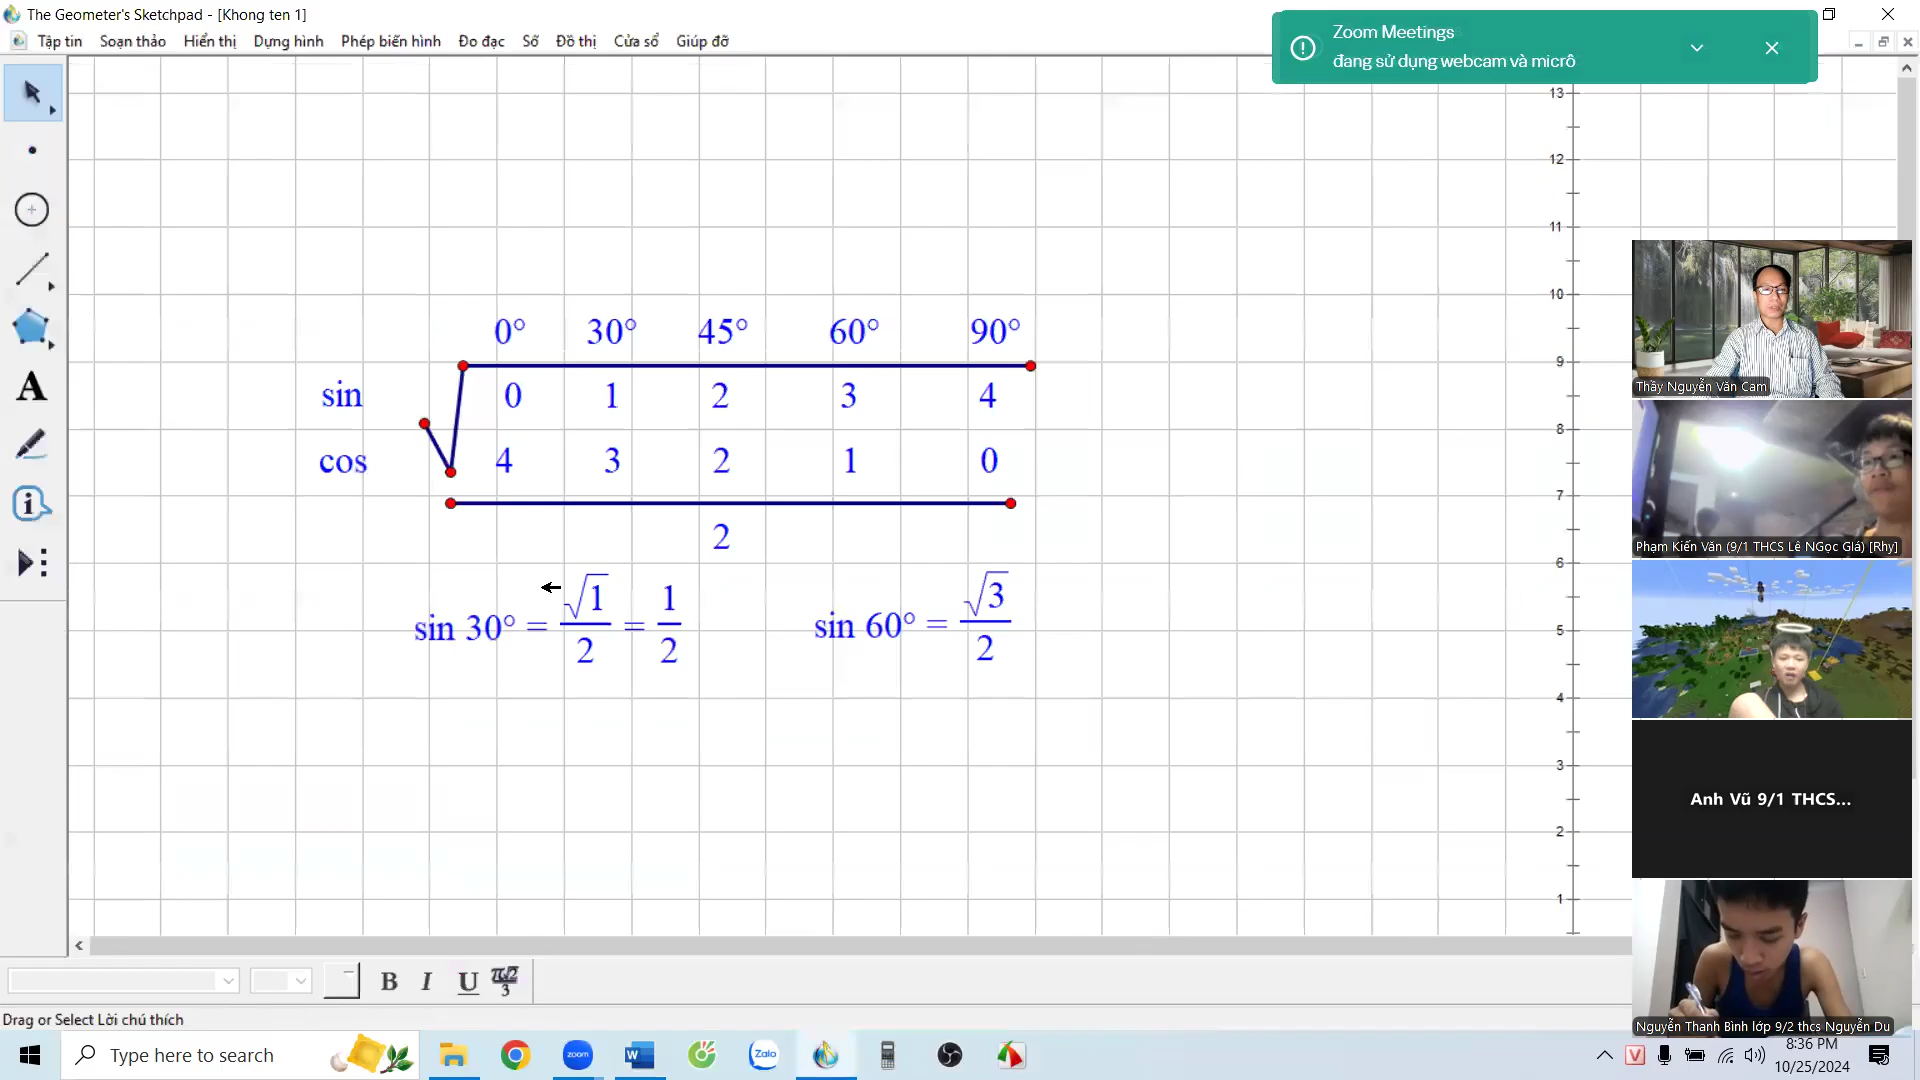 The Geometer's Sketchpad - [Khong ten 1]
Tập tin Soạn thảo Hiển thị Dựng hình Phép biến hình Đo đạc Số Đồ thị Cửa sổ Giúp đỡ
Zoom Meetings
đang sử dụng webcam và micrô
13
12
11
10
9
8
7
6
5
4
3
2
1
0° 30° 45° 60° 90°
sin 0 1 2 3 4
cos 4 3 2 1 0
2
sin 30° = √1/2 = 1/2
sin 60° = √3/2
A
Thầy Nguyễn Văn Cam
Phạm Kiến Văn (9/1 THCS Lê NGọc GIá) [Rhy]
Anh Vũ 9/1 THCS...
Nguyễn Thanh Bình lớp 9/2 thcs Nguyễn Du
B I U
Drag or Select Lời chú thích
Type here to search
zoom
W
Zalo
V
8:36 PM
10/25/2024